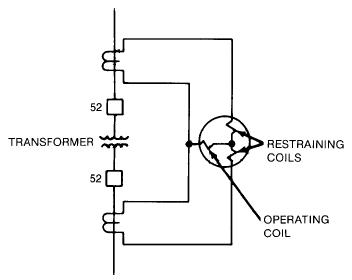 52
TRANSFORMER
52
RESTRAINING
COILS
OPERATING
COIL